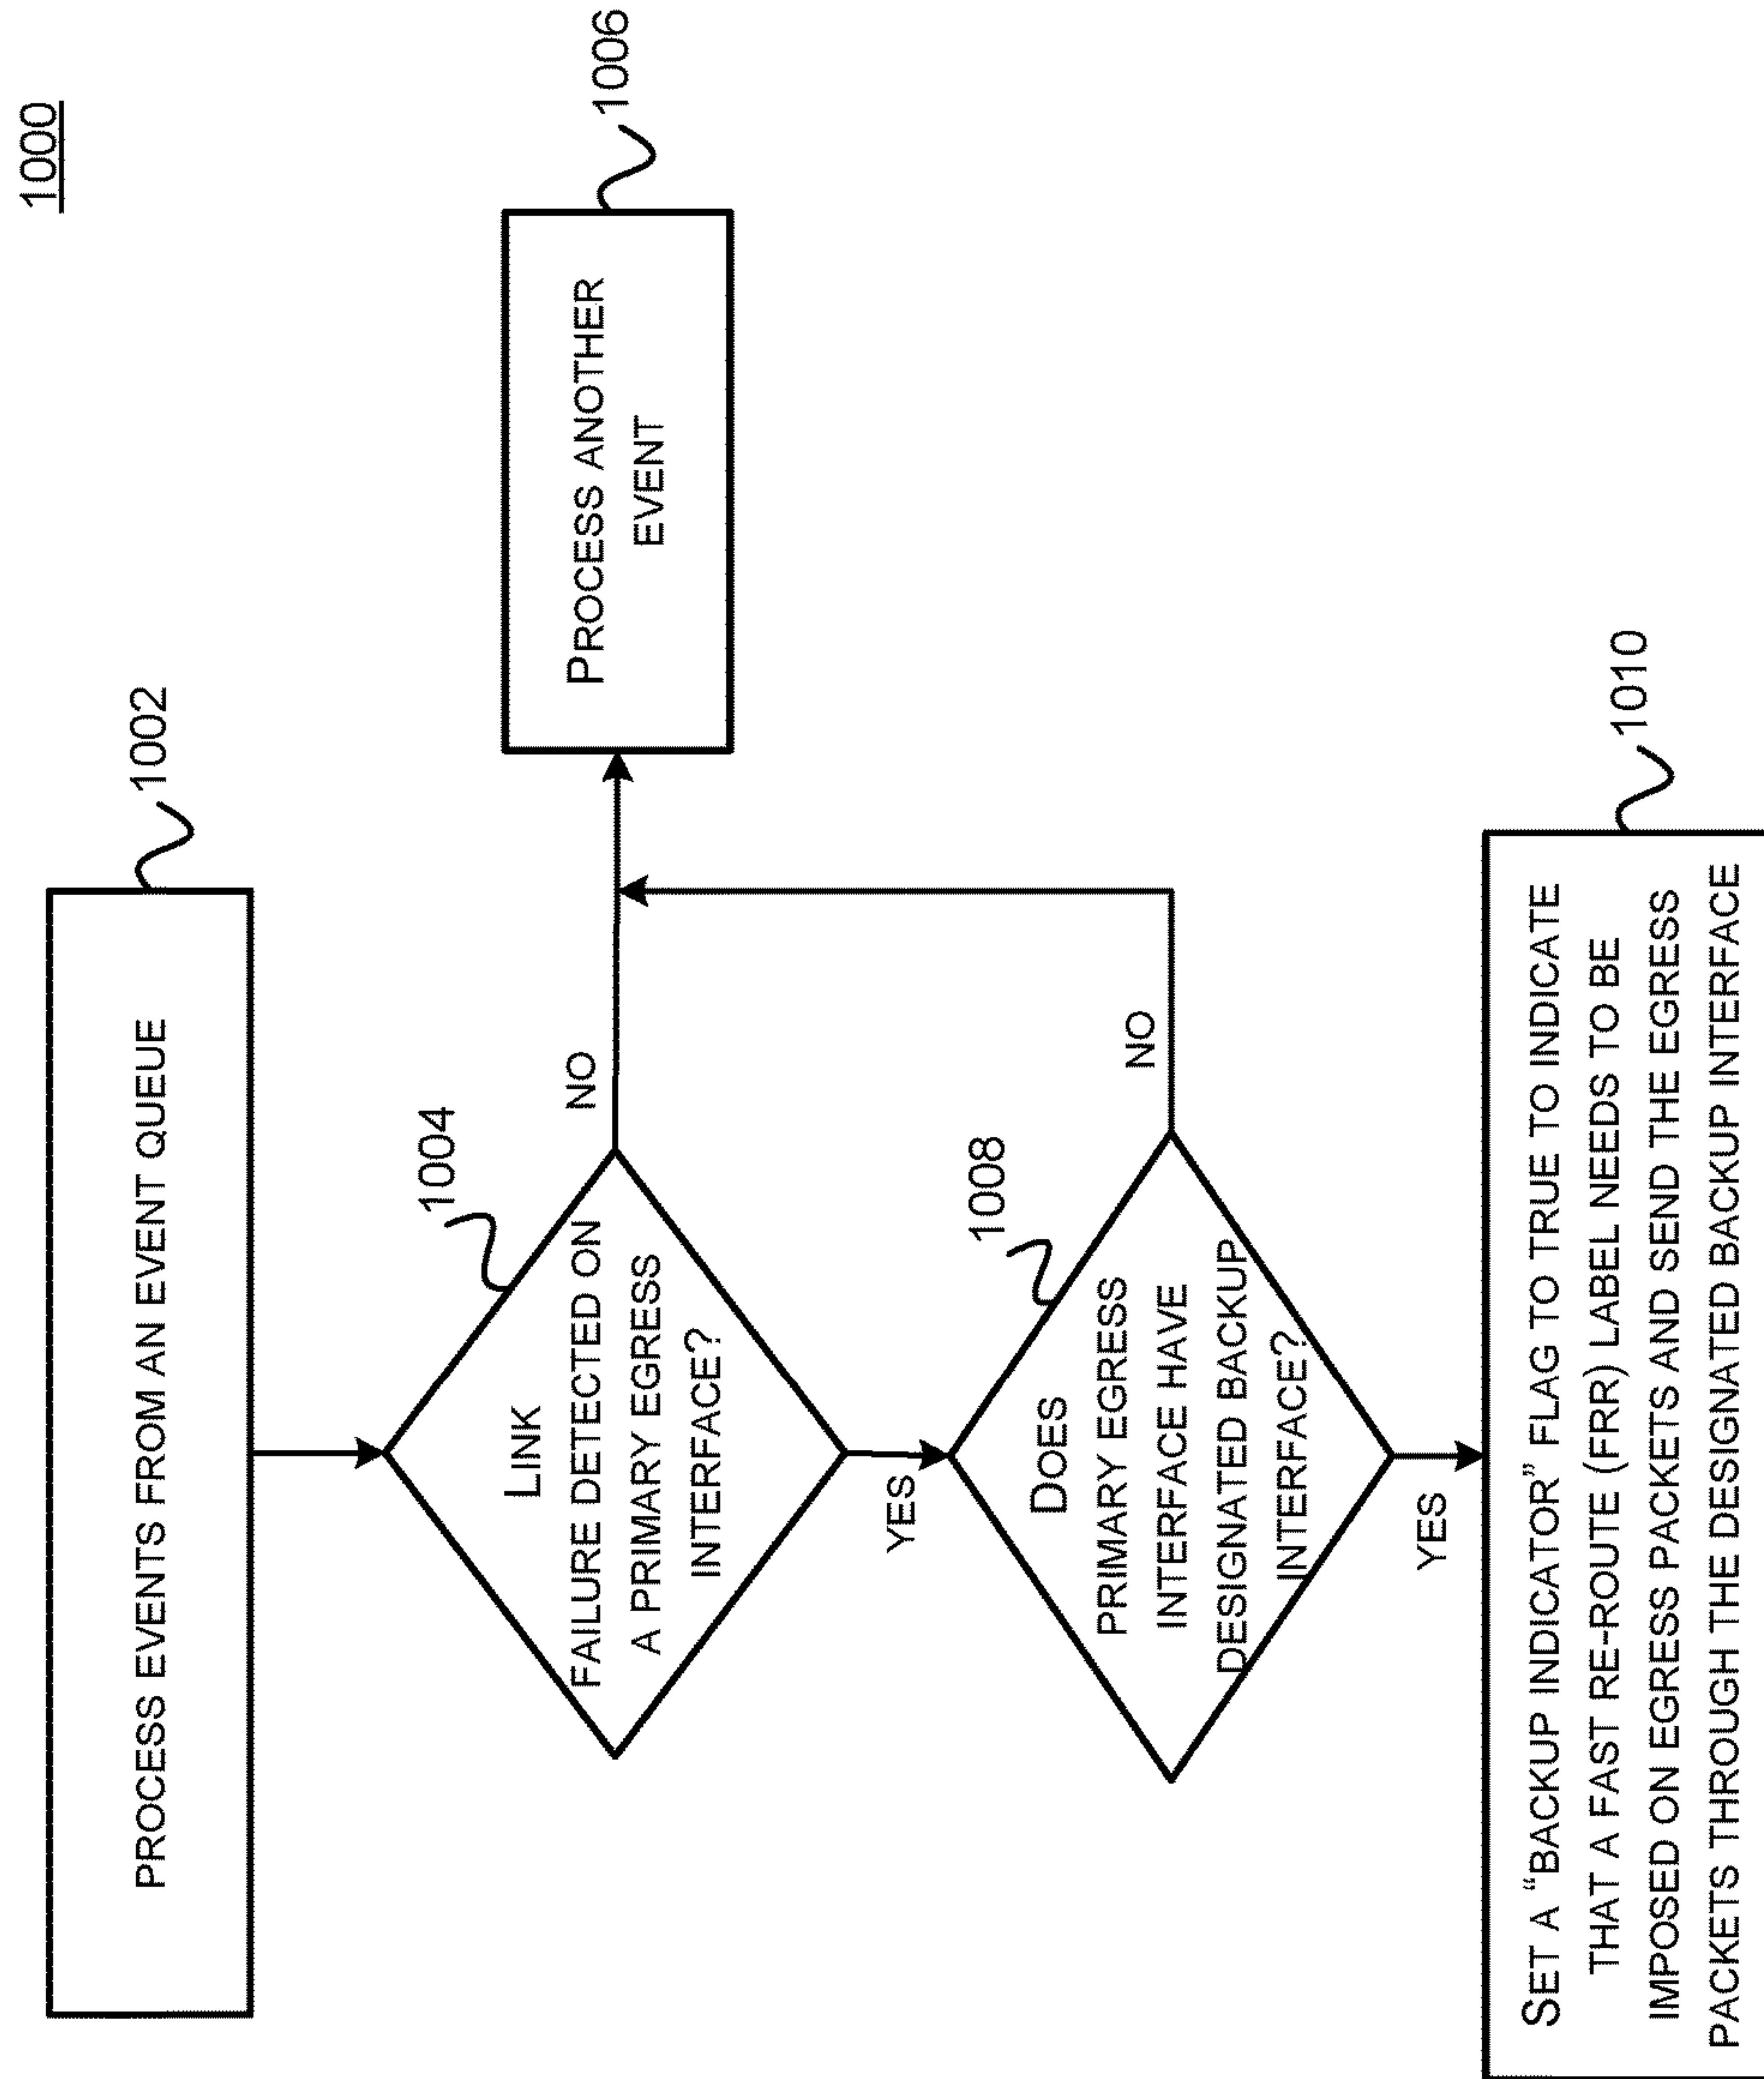 1000
PROCESS EVENTS FROM AN EVENT QUEUE
1002
LINK
FAILURE DETECTED ON
A PRIMARY EGRESS
INTERFACE?
1004
NO
PROCESS ANOTHER
EVENT
1006
YES
DOES
PRIMARY EGRESS
INTERFACE HAVE
DESIGNATED BACKUP
INTERFACE?
1008
NO
YES
SET A “BACKUP INDICATOR” FLAG TO TRUE TO INDICATE
THAT A FAST RE-ROUTE (FRR) LABEL NEEDS TO BE
IMPOSED ON EGRESS PACKETS AND SEND THE EGRESS
PACKETS THROUGH THE DESIGNATED BACKUP INTERFACE
1010